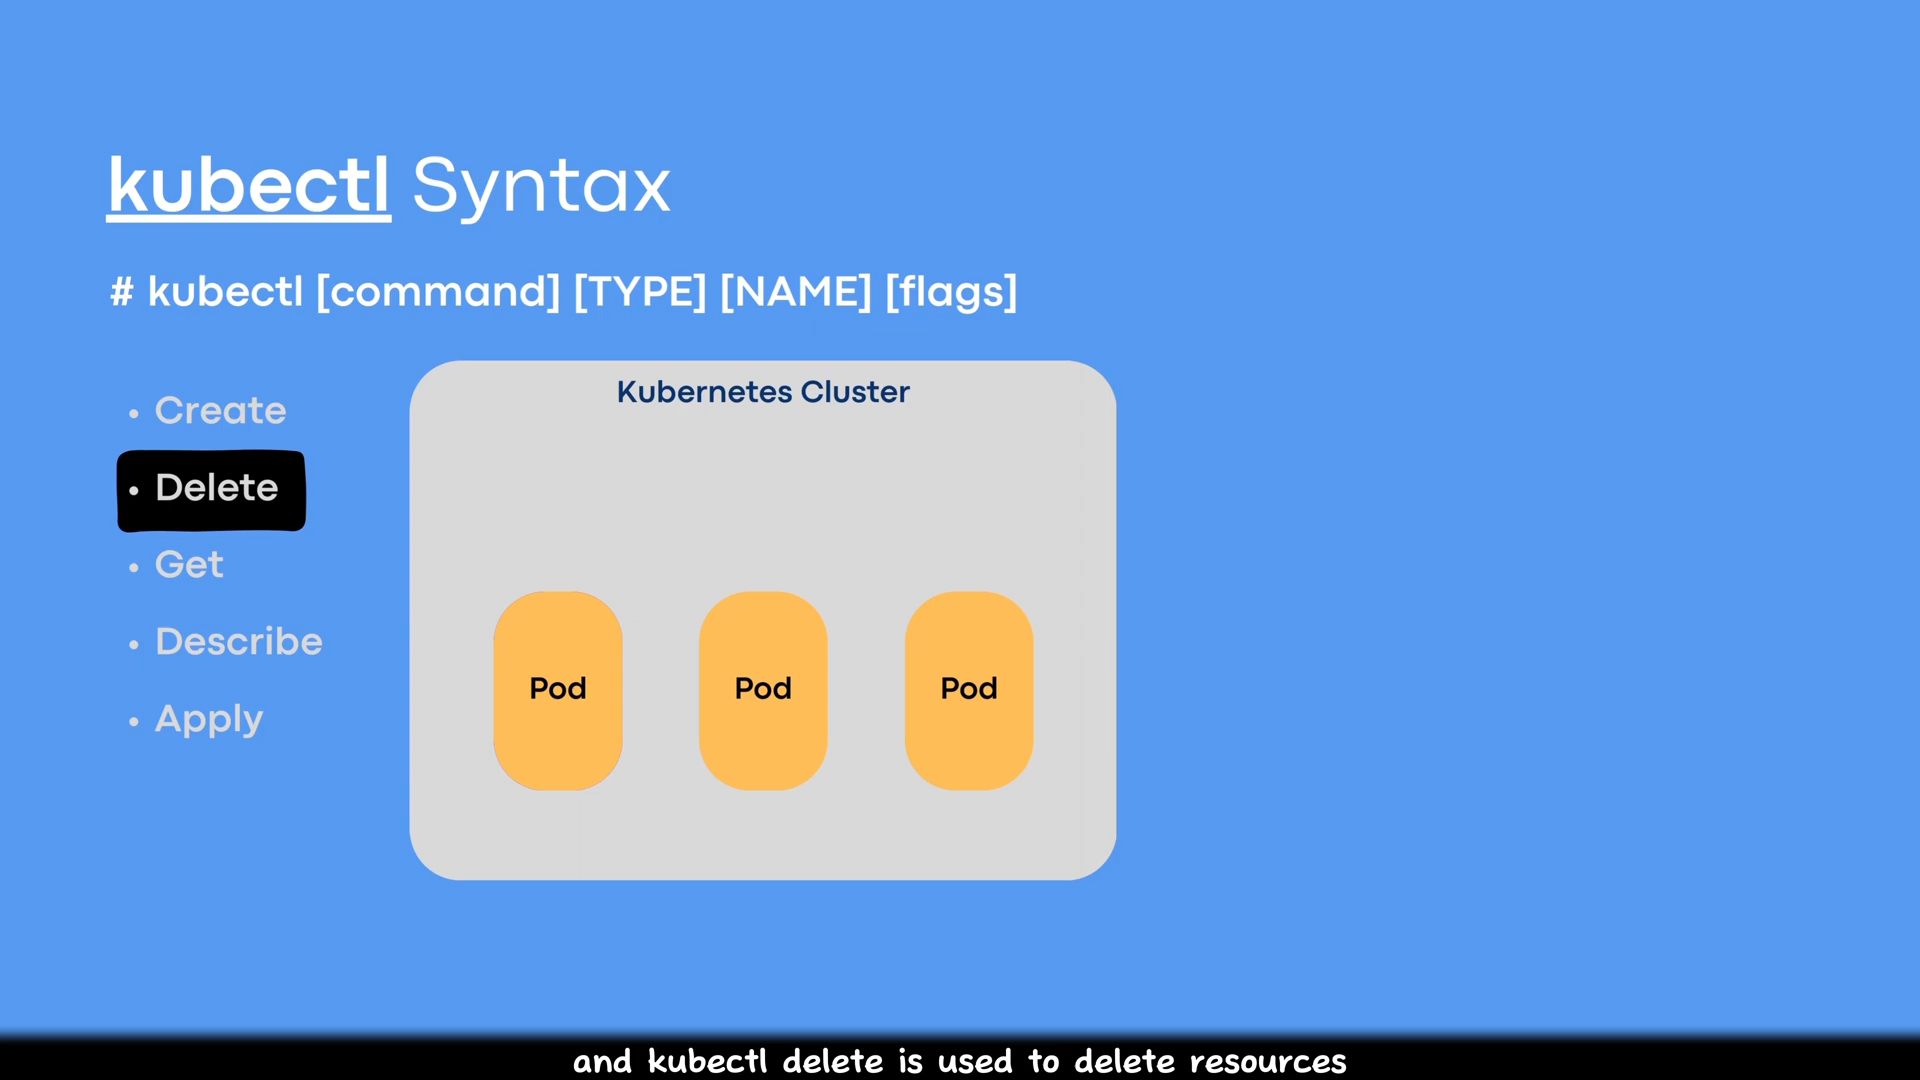 kubectl Syntax
# kubectl [command] [TYPE] [NAME] [flags]
• Create
• Delete
• Get
• Describe
• Apply
Kubernetes Cluster
Pod Pod Pod
and kubectl delete is used to delete resources